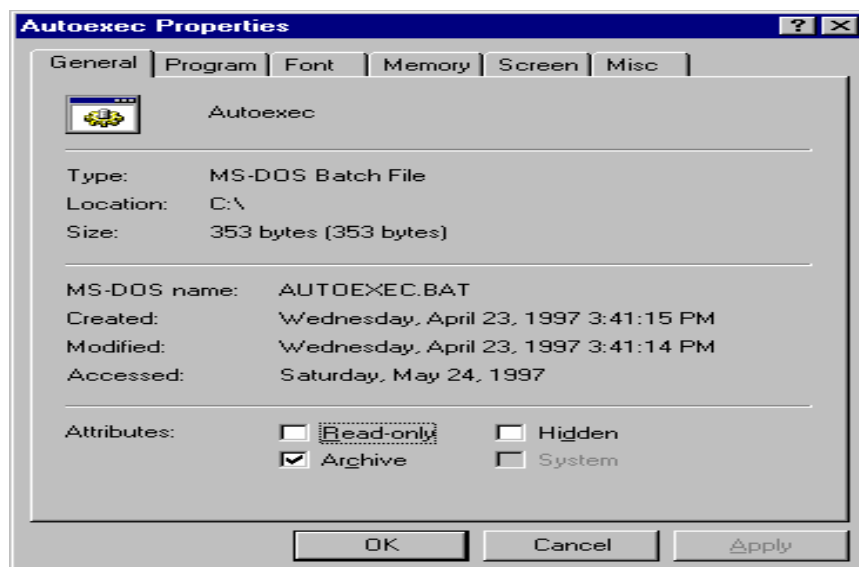 Autoexec Properties
General Program Font Memory Screen Misc
Autoexec
Type: MS-DOS Batch File
Location: C:\
Size: 353 bytes (353 bytes)
MS-DOS name: AUTOEXEC.BAT
Created: Wednesday, April 23, 1997 3:41:15 PM
Modified: Wednesday, April 23, 1997 3:41:14 PM
Accessed: Saturday, May 24, 1997
Attributes: Read-only Hidden
Archive System
OK Cancel Apply